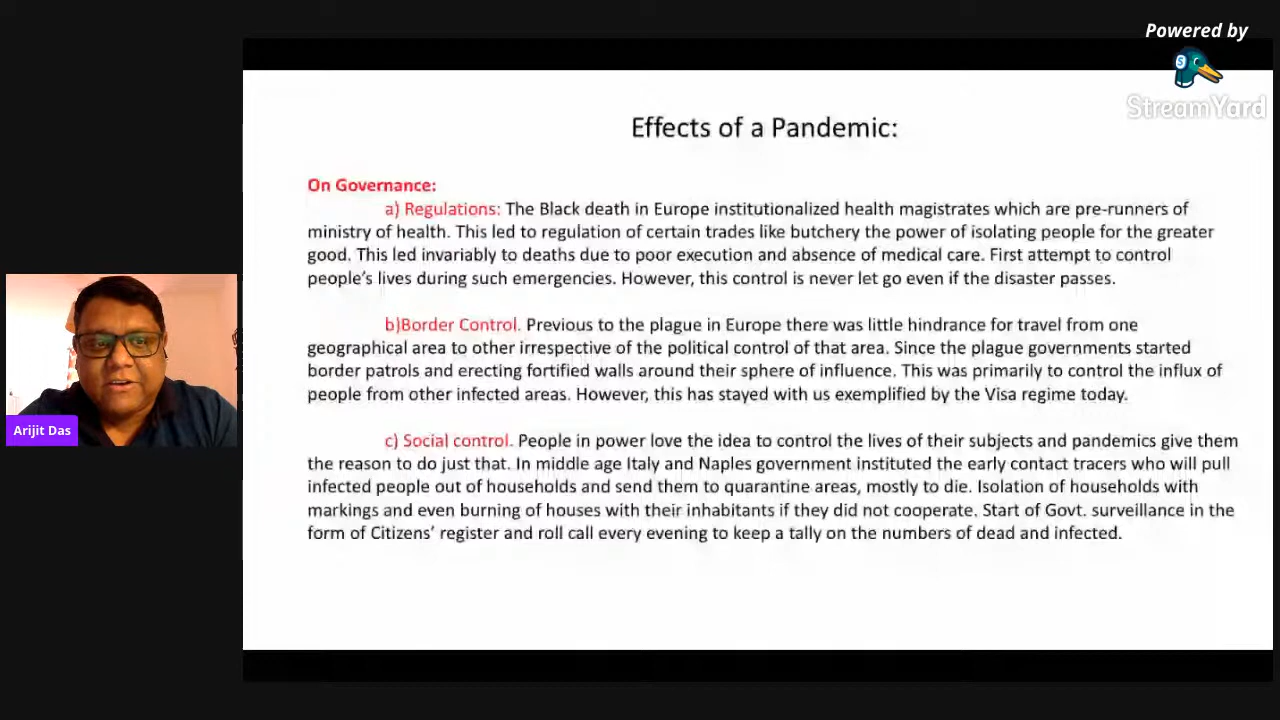 Powered by
StreamYard
Effects of a Pandemic:
On Governance:
a) Regulations: The Black death in Europe institutionalized health magistrates which are pre-runners of
ministry of health. This led to regulation of certain trades like butchery the power of isolating people for the greater
good. This led invariably to deaths due to poor execution and absence of medical care. First attempt to control
people's lives during such emergencies. However, this control is never let go even if the disaster passes.
b)Border Control. Previous to the plague in Europe there was little hindrance for travel from one
geographical area to other irrespective of the political control of that area. Since the plague governments started
border patrols and erecting fortified walls around their sphere of influence. This was primarily to control the influx of
people from other infected areas. However, this has stayed with us exemplified by the Visa regime today.
c) Social control. People in power love the idea to control the lives of their subjects and pandemics give them
the reason to do just that. In middle age Italy and Naples government instituted the early contact tracers who will pull
infected people out of households and send them to quarantine areas, mostly to die. Isolation of households with
markings and even burning of houses with their inhabitants if they did not cooperate. Start of Govt. surveillance in the
form of Citizens' register and roll call every evening to keep a tally on the numbers of dead and infected.
Arijit Das